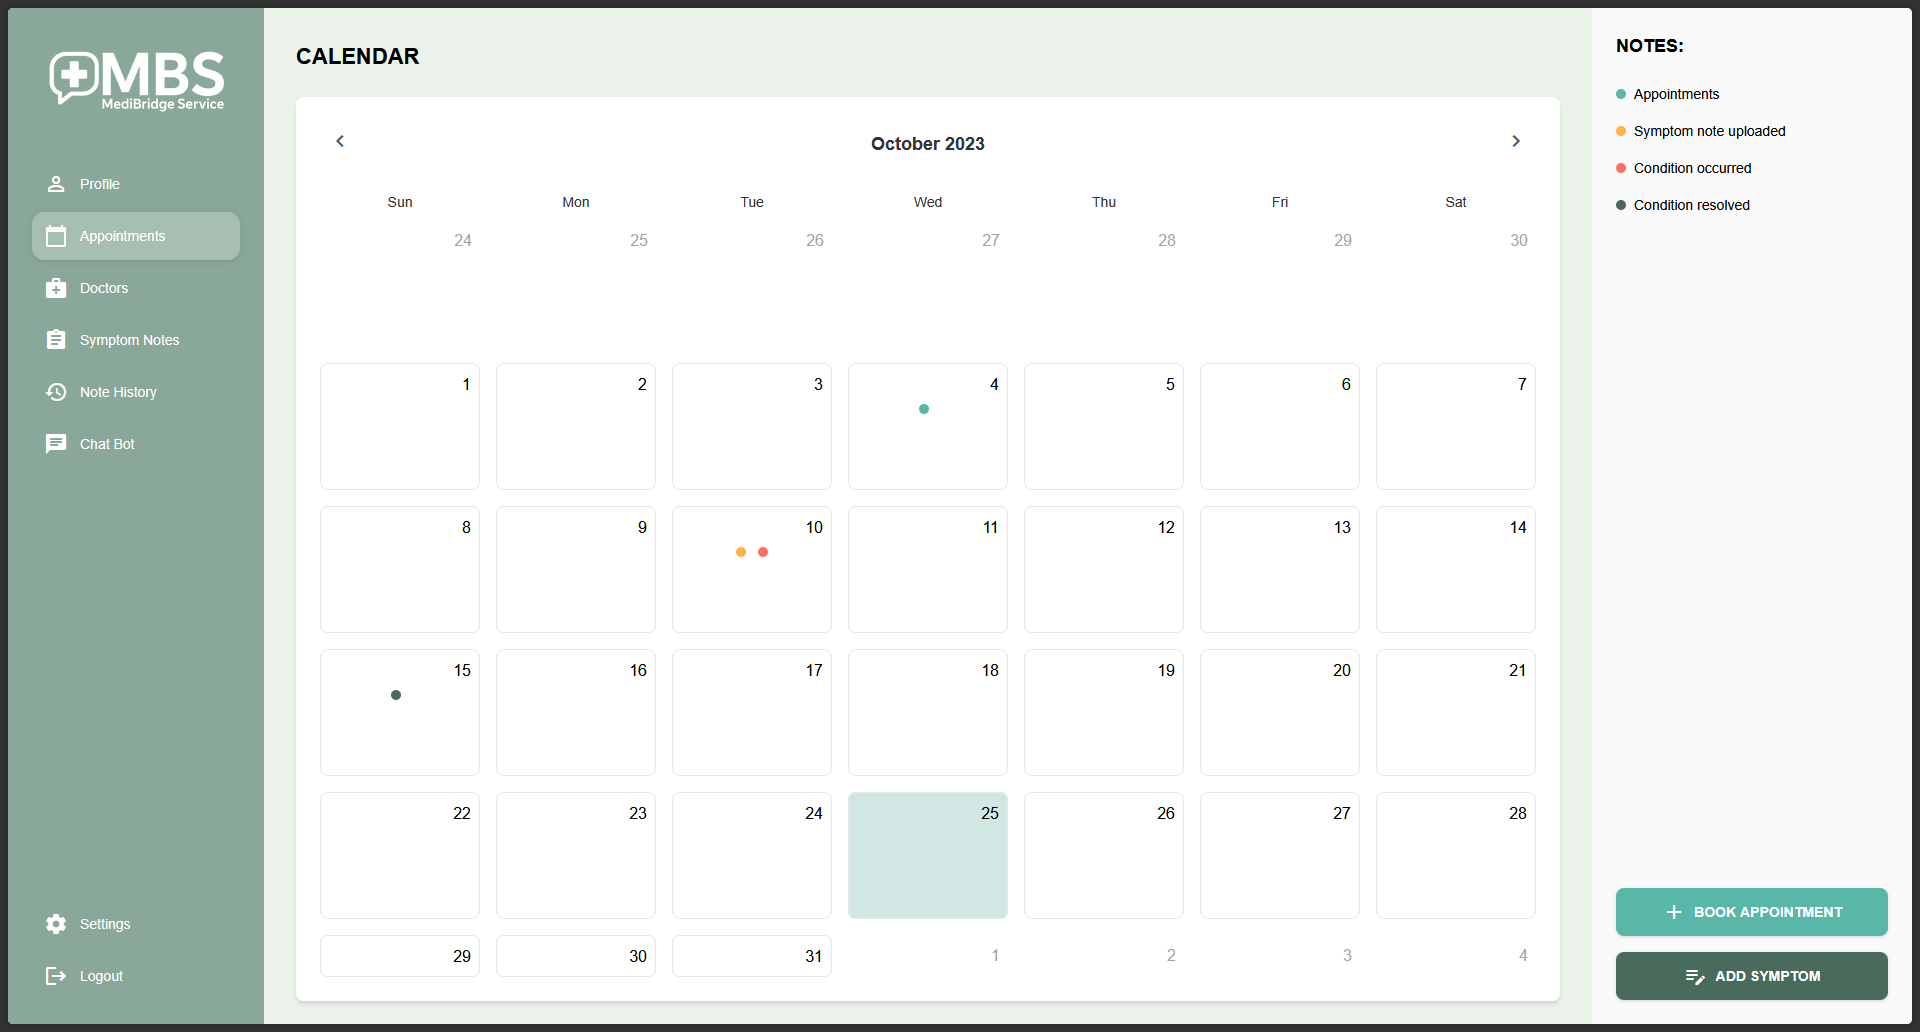 MBS
MediBridge Service
Profile
Appointments
Doctors
Symptom Notes
Note History
Chat Bot
Settings
Logout
CALENDAR
October 2023
Sun Mon Tue Wed Thu Fri Sat
24 25 26 27 28 29 30
1 2 3 4 5 6 7
8 9 10 11 12 13 14
15 16 17 18 19 20 21
22 23 24 25 26 27 28
29 30 31 1 2 3 4
NOTES:
Appointments
Symptom note uploaded
Condition occurred
Condition resolved
BOOK APPOINTMENT
ADD SYMPTOM